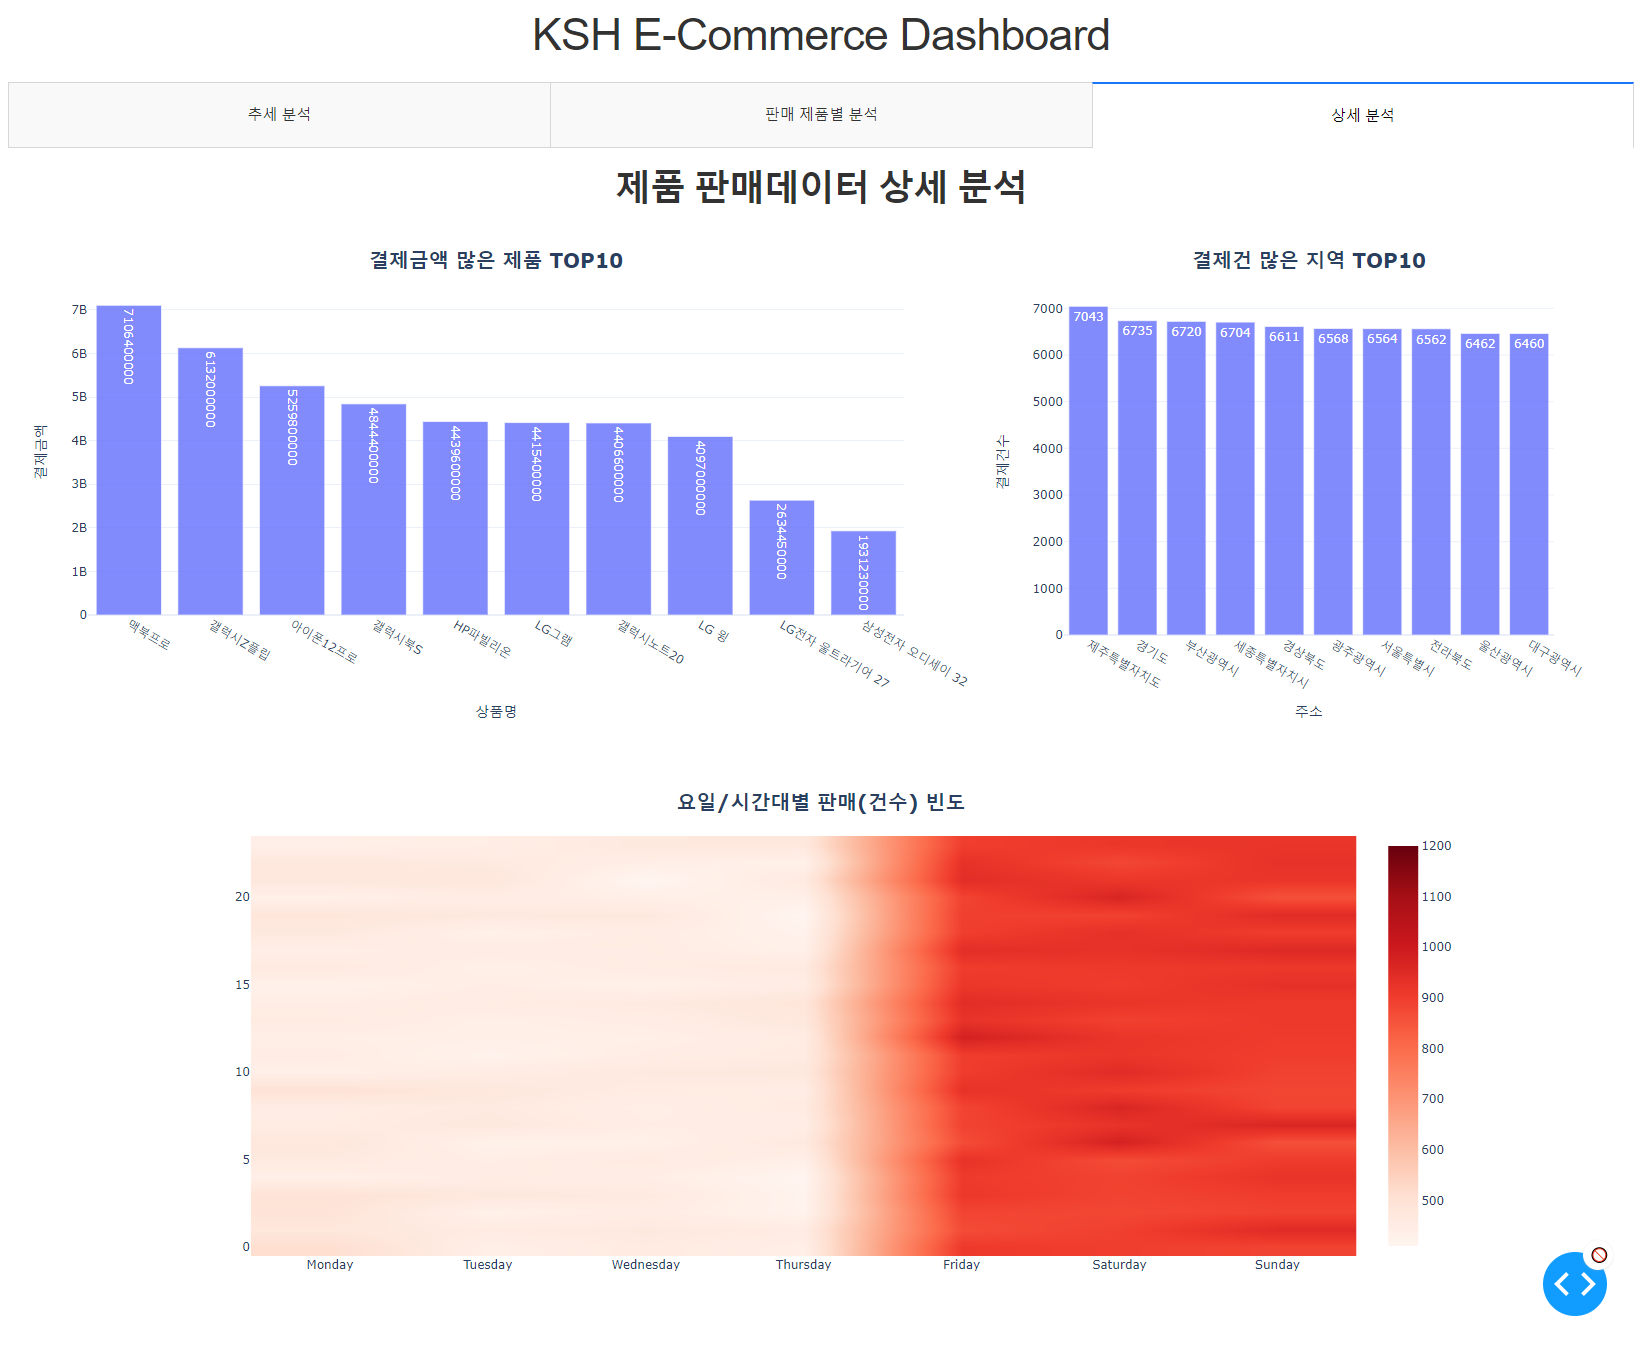 KSH E-Commerce Dashboard
추세 분석
판매 제품별 분석
상세 분석
제품 판매데이터 상세 분석
결제금액 많은 제품 TOP10
7B
6B
5B
4B
3B
2B
1B
0
결제금액
7106400000
6132000000
5259800000
4844400000
4439600000
4415400000
4406600000
4097000000
2634450000
1931230000
맥북프로
갤럭시Z플립
아이폰12프로
갤럭시북S
HP파빌리온
LG그램
갤럭시노트20
LG 윙
LG전자 울트라기어 27
삼성전자 오디세이 32
상품명
결제건 많은 지역 TOP10
7000
6000
5000
4000
3000
2000
1000
0
결제건수
7043
6735
6720
6704
6611
6568
6564
6562
6462
6460
제주특별자치도
경기도
부산광역시
세종특별자치시
경상북도
광주광역시
서울특별시
전라북도
울산광역시
대구광역시
주소
요일/시간대별 판매(건수) 빈도
20
15
10
5
0
Monday
Tuesday
Wednesday
Thursday
Friday
Saturday
Sunday
1200
1100
1000
900
800
700
600
500